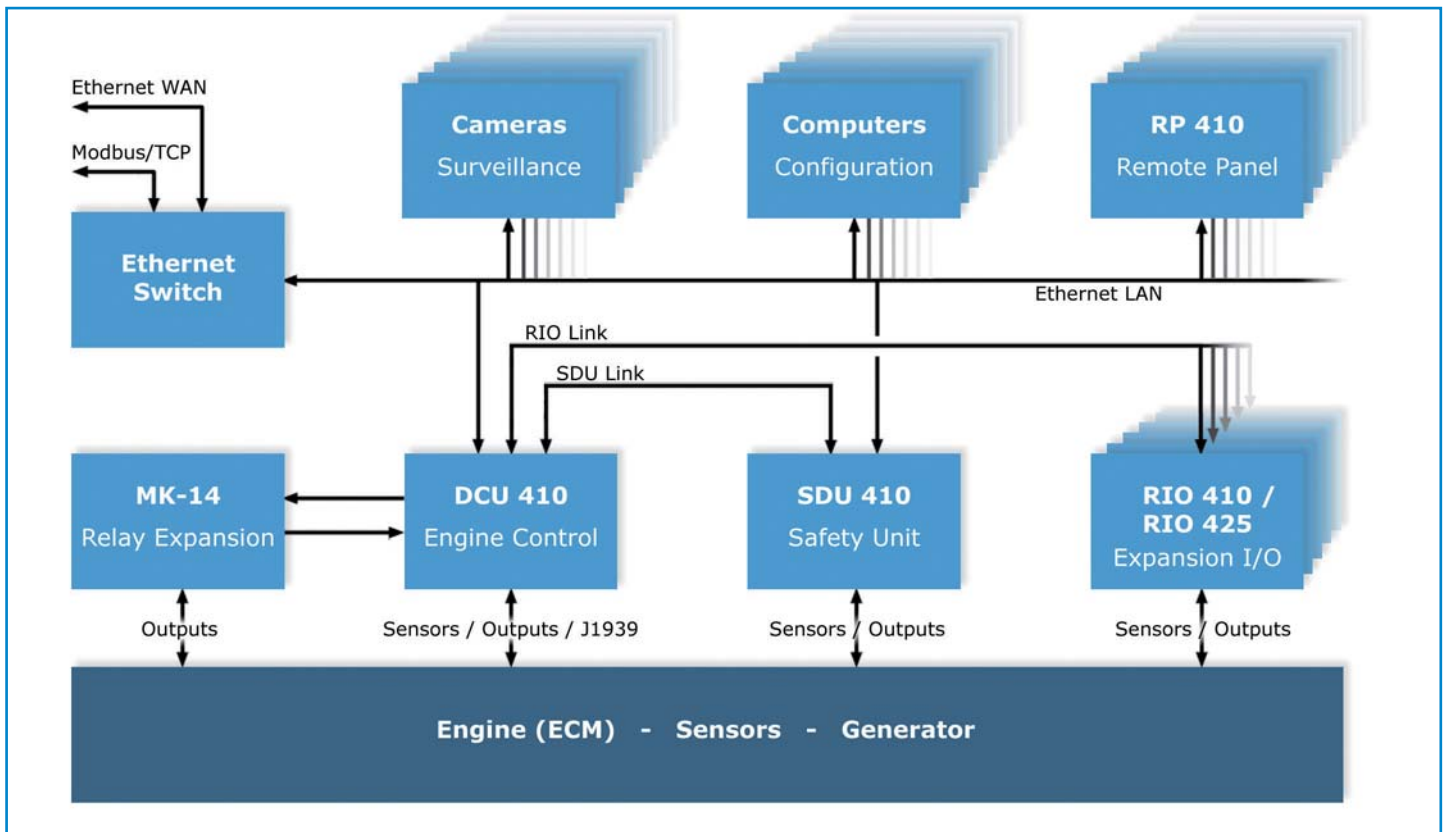 Ethernet WAN
Modbus/TCP
Cameras
Surveillance
Computers
Configuration
RP 410
Remote Panel
Ethernet
Switch
Ethernet LAN
RIO Link
SDU Link
MK-14
Relay Expansion
DCU 410
Engine Control
SDU 410
Safety Unit
RIO 410 /
RIO 425
Expansion I/O
Outputs
Sensors / Outputs / J1939
Sensors / Outputs
Sensors / Outputs
Engine (ECM) - Sensors - Generator